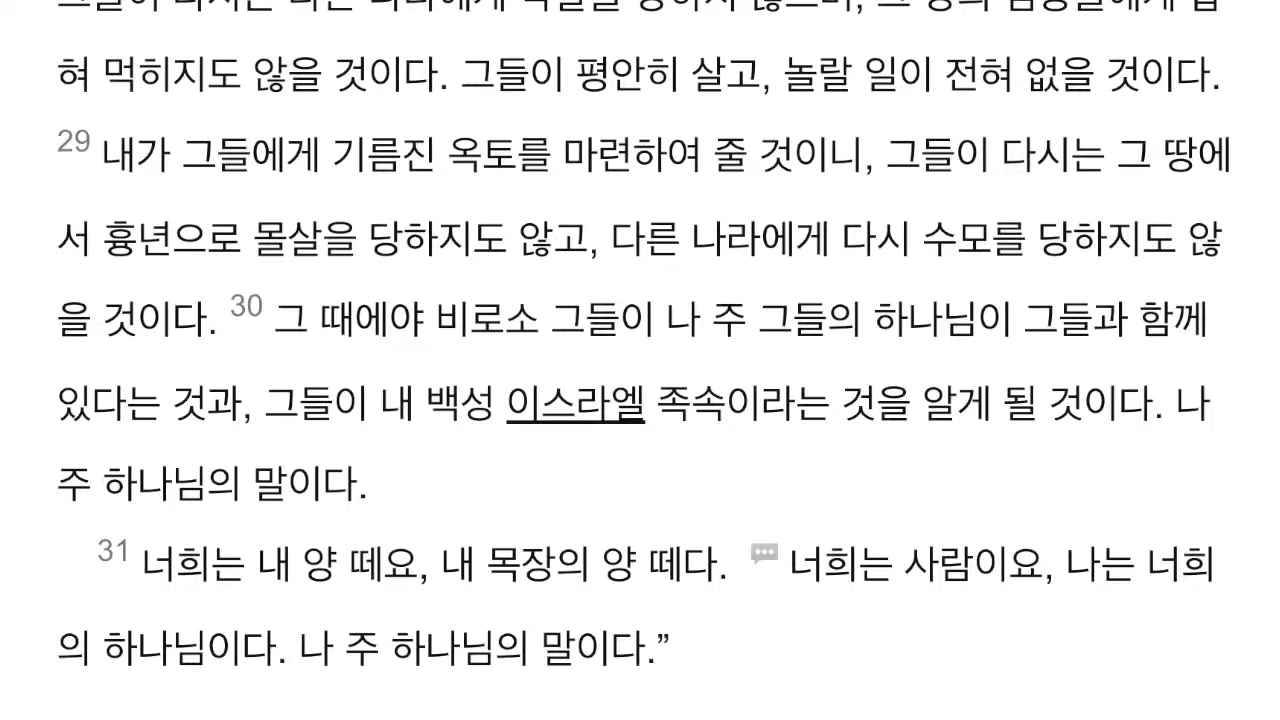 혀 먹히지도 않을 것이다. 그들이 평안히 살고, 놀랄 일이 전혀 없을 것이다.
29 내가 그들에게 기름진 옥토를 마련하여 줄 것이니, 그들이 다시는 그 땅에
서 흉년으로 몰살을 당하지도 않고, 다른 나라에게 다시 수모를 당하지도 않
을 것이다. 30 그 때에야 비로소 그들이 나 주 그들의 하나님이 그들과 함께
있다는 것과, 그들이 내 백성 이스라엘 족속이라는 것을 알게 될 것이다. 나
주 하나님의 말이다.
31 너희는 내 양 떼요, 내 목장의 양 떼다. 너희는 사람이요, 나는 너희
의 하나님이다. 나 주 하나님의 말이다.”